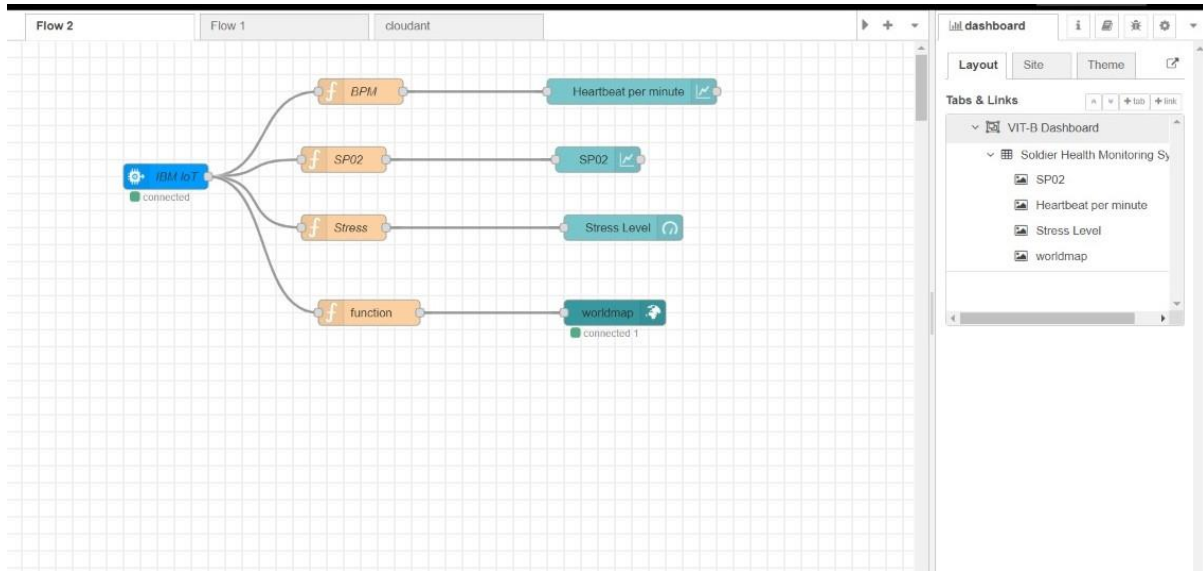 Flow 2
Flow 1
cloudant
dashboard
i
Layout
Site
Theme
Tabs & Links
tab
link
VIT-B Dashboard
Soldier Health Monitoring Sy
SP02
Heartbeat per minute
Stress Level
worldmap
f BPM
Heartbeat per minute
f SP02
SP02
IBM IoT
connected
f Stress
Stress Level
f function
worldmap
connected 1